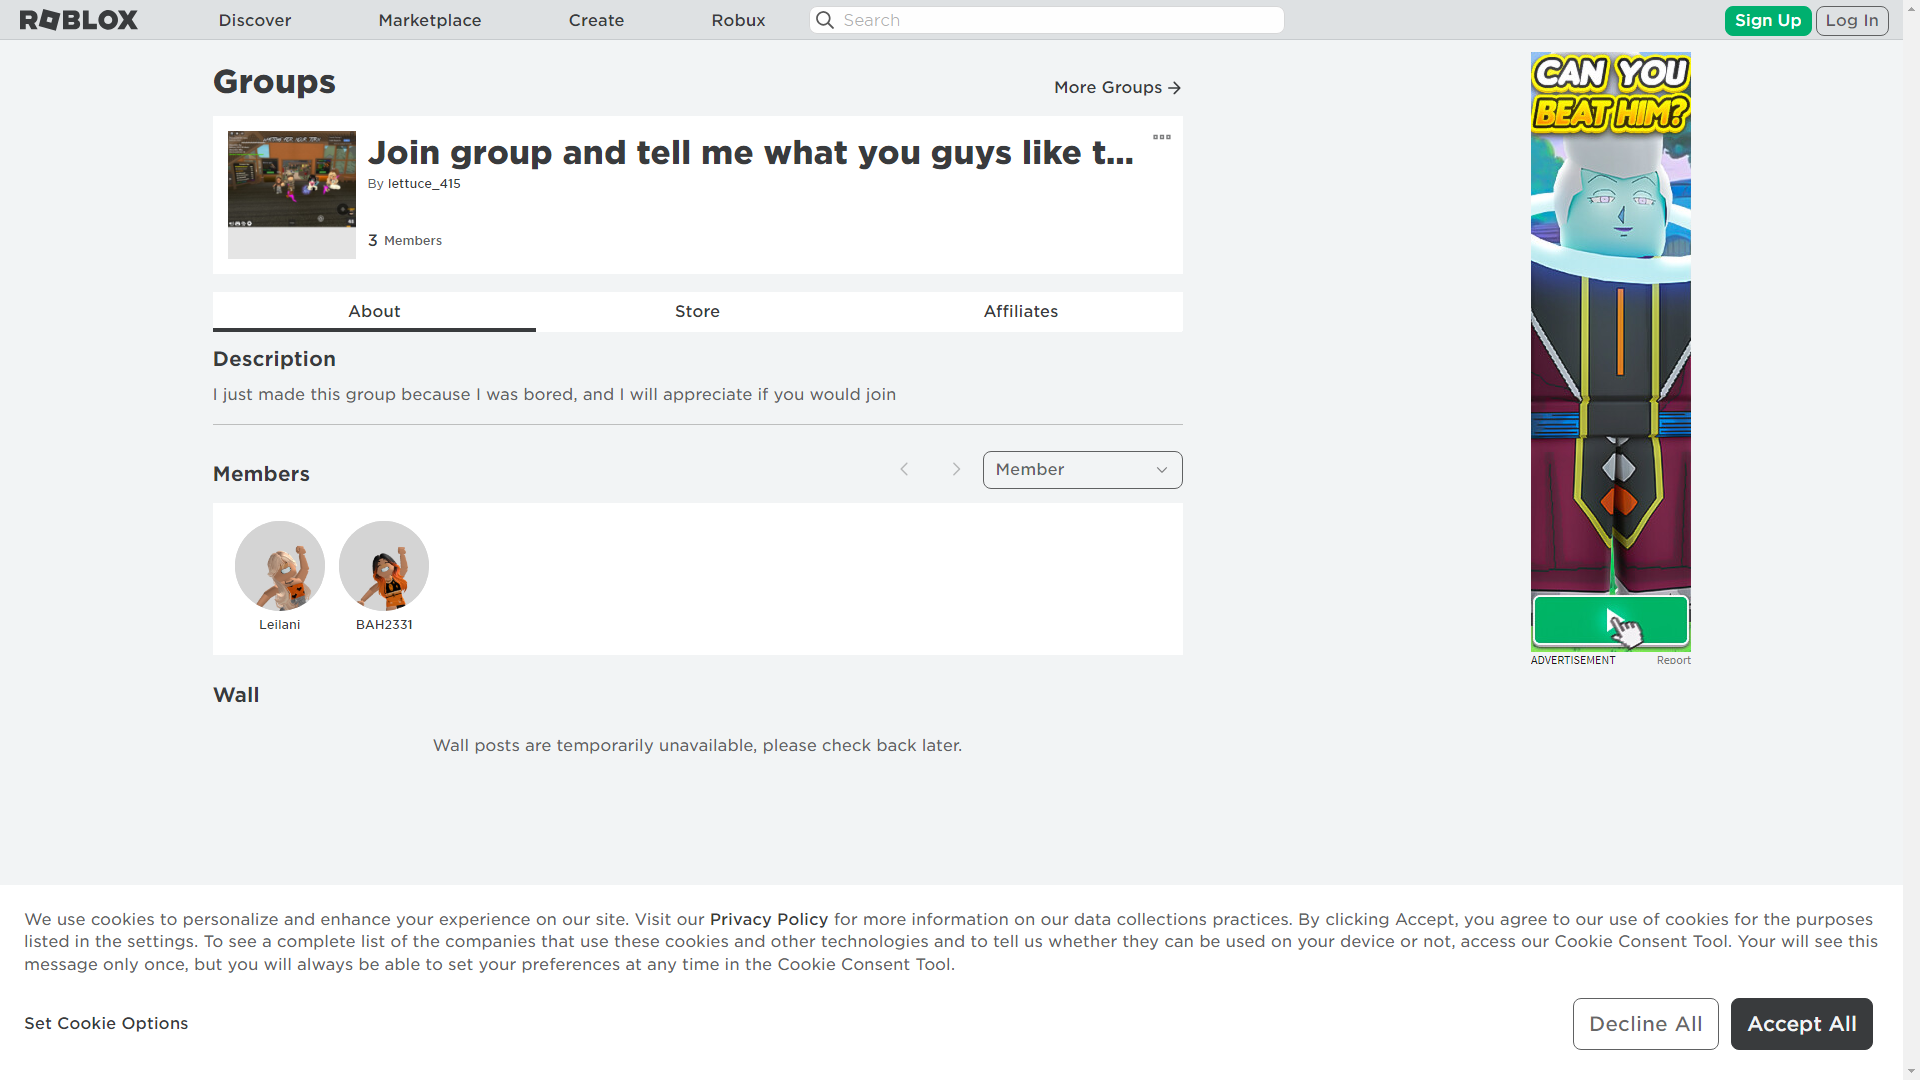 ROBLOX
Discover
Marketplace
Create
Robux
Search
Sign Up
Log In
Groups
More Groups
Join group and tell me what you guys like t...
By lettuce_415
3 Members
About
Store
Affiliates
Description
I just made this group because I was bored, and I will appreciate if you would join
Members
Member
Leilani
BAH2331
Wall
Wall posts are temporarily unavailable, please check back later.
CAN YOU
BEAT HIM?
ADVERTISEMENT
Report
We use cookies to personalize and enhance your experience on our site. Visit our Privacy Policy for more information on our data collections practices. By clicking Accept, you agree to our use of cookies for the purposes
listed in the settings. To see a complete list of the companies that use these cookies and other technologies and to tell us whether they can be used on your device or not, access our Cookie Consent Tool. Your will see this
message only once, but you will always be able to set your preferences at any time in the Cookie Consent Tool.
Set Cookie Options
Decline All
Accept All